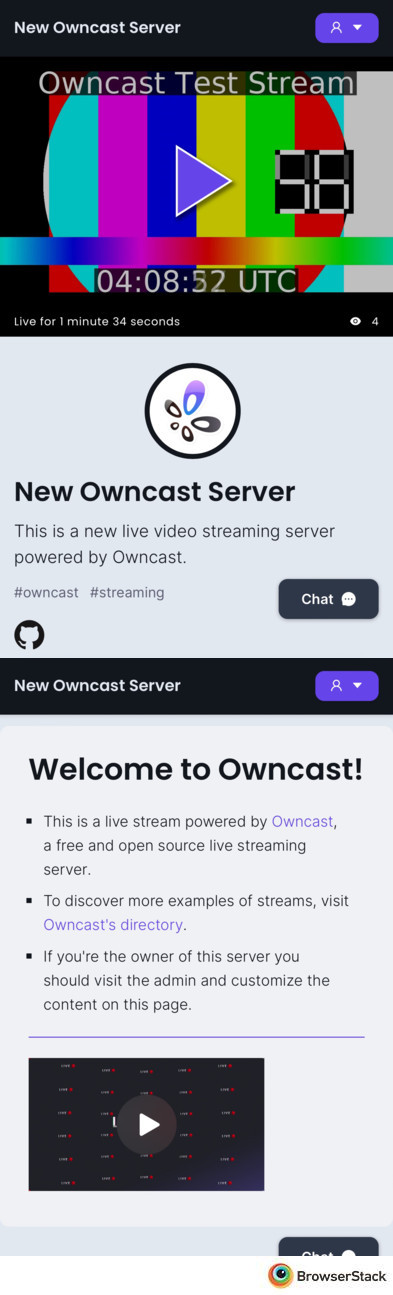 New Owncast Server
Owncast Test Stream
04:08:52 UTC
Live for 1 minute 34 seconds
4
New Owncast Server
This is a new live video streaming server
powered by Owncast.
#owncast #streaming
Chat
New Owncast Server
Welcome to Owncast!
This is a live stream powered by Owncast,
a free and open source live streaming
server.
To discover more examples of streams, visit
Owncast's directory.
If you're the owner of this server you
should visit the admin and customize the
content on this page.
Chat
BrowserStack